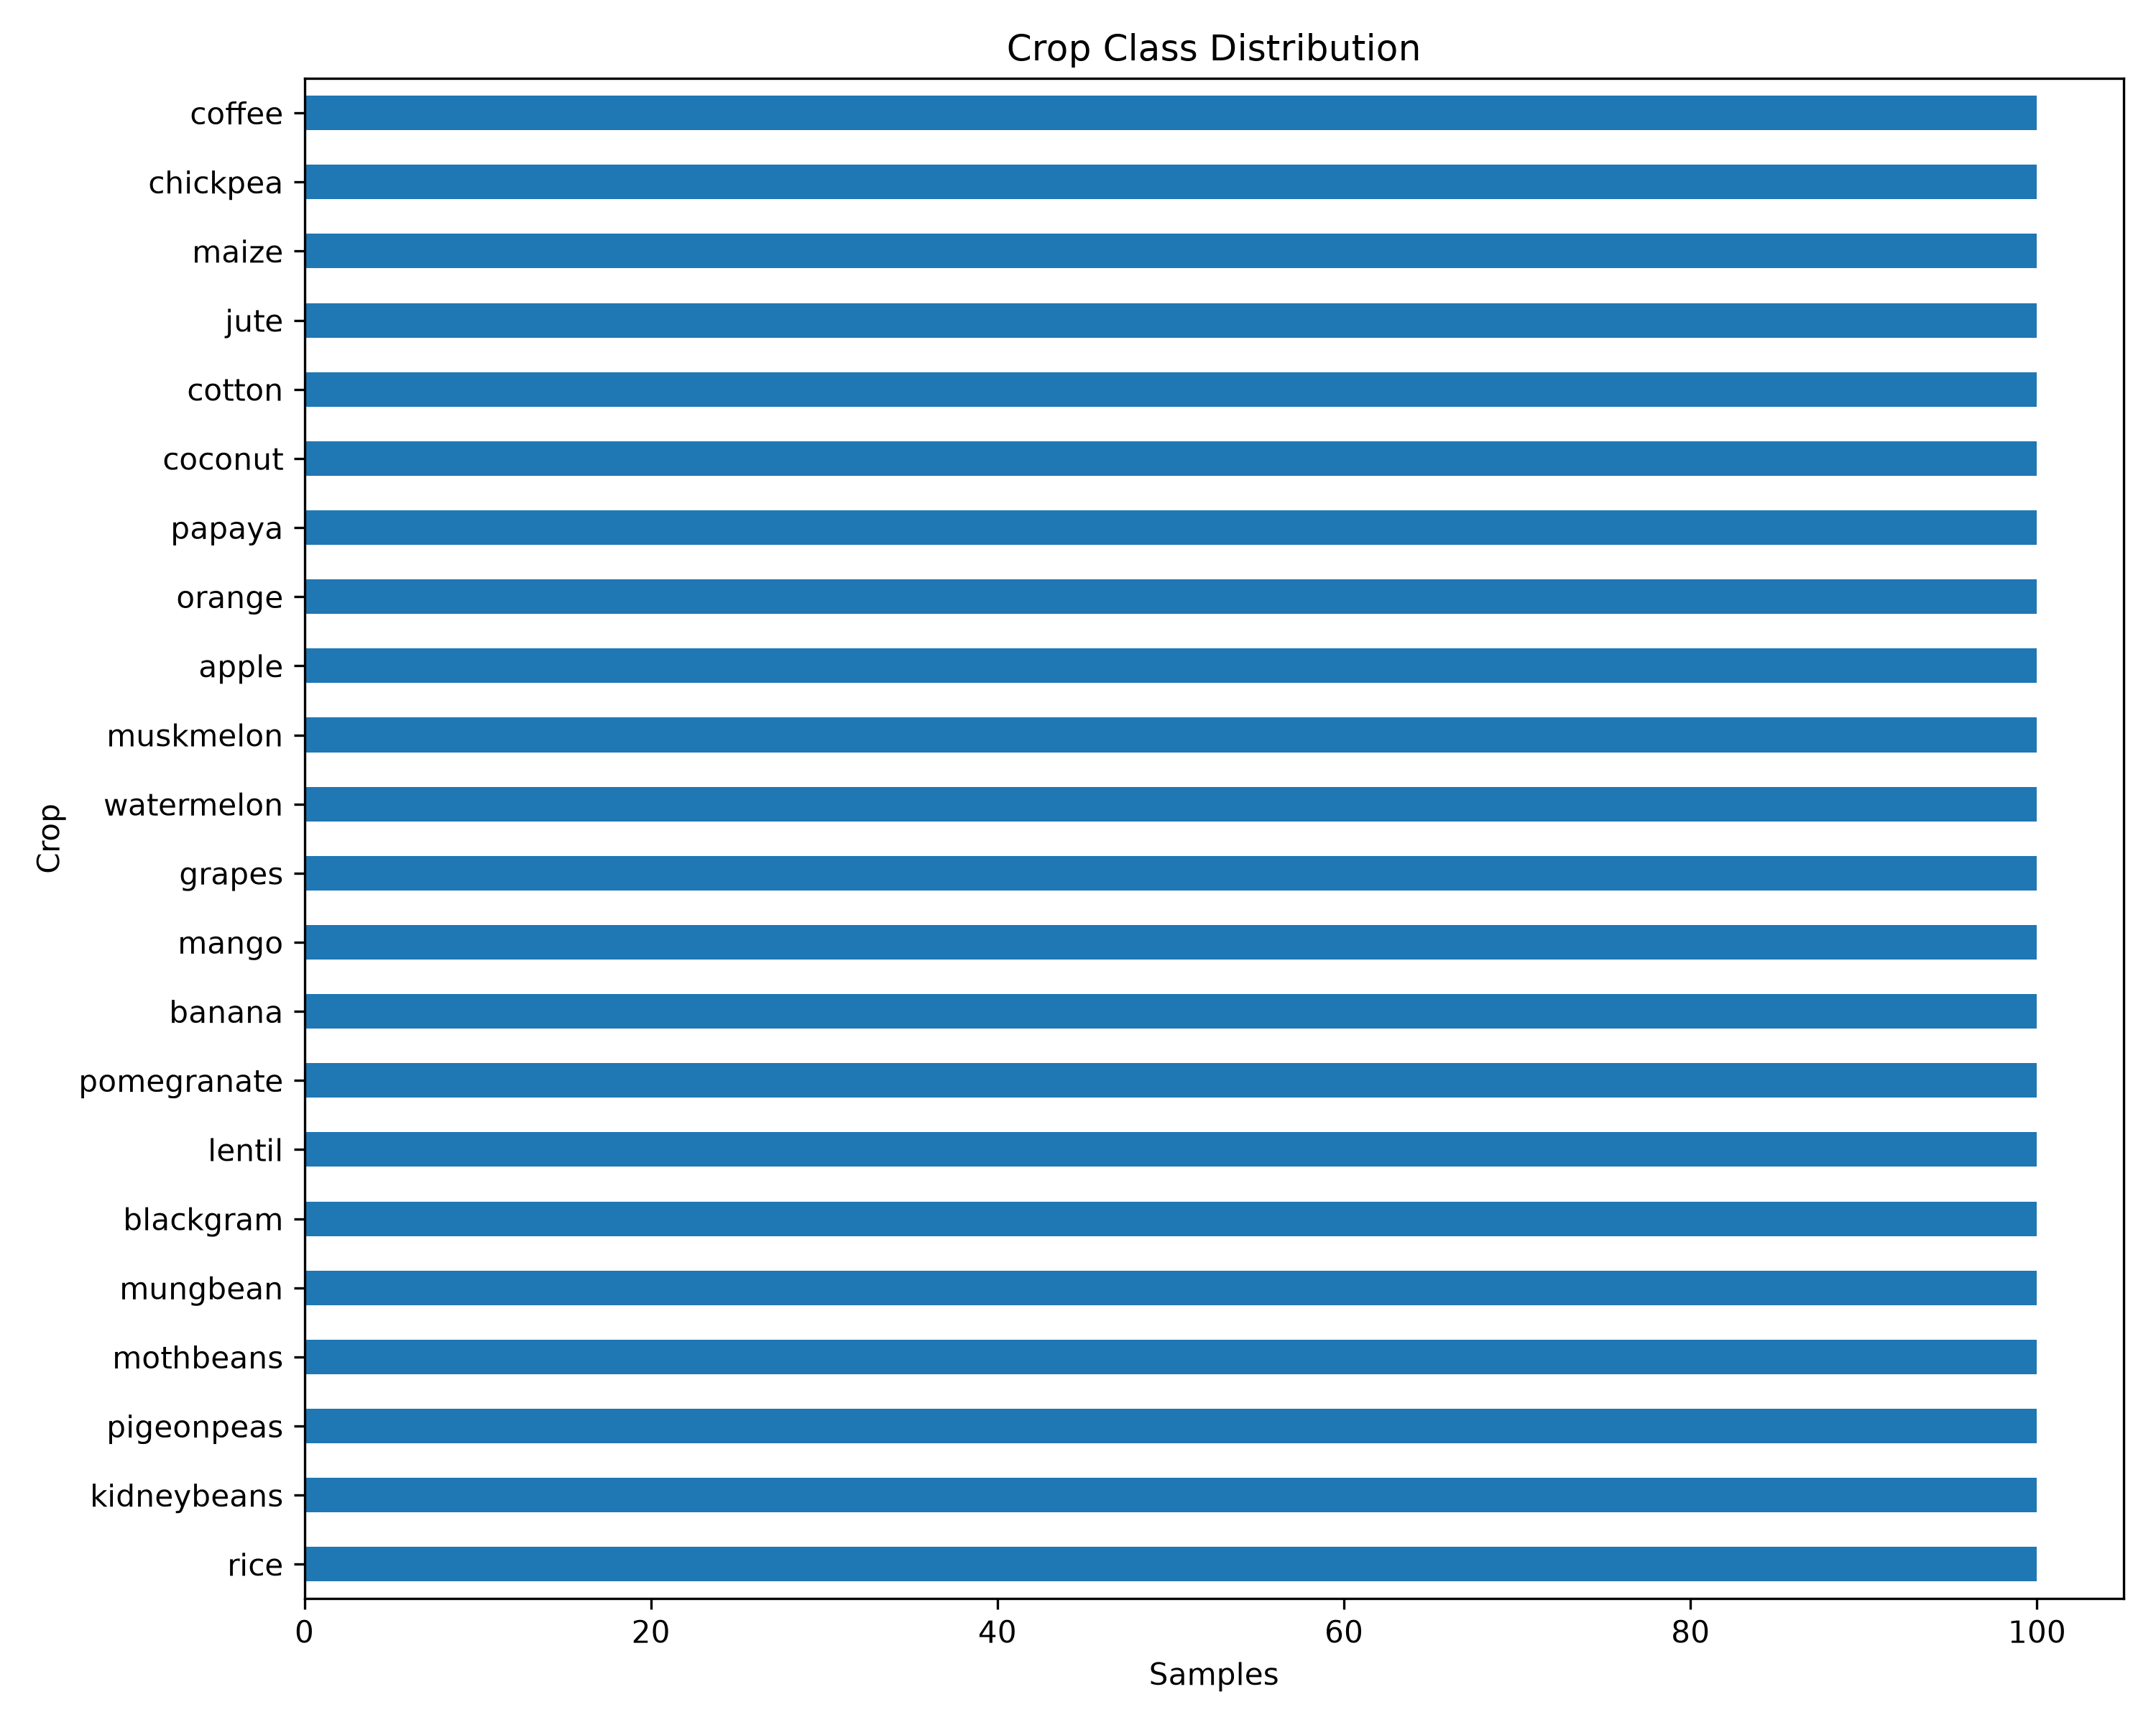 Crop Class Distribution
coffee
chickpea
maize
jute
cotton
coconut
papaya
orange
apple
muskmelon
watermelon
grapes
mango
banana
pomegranate
lentil
blackgram
mungbean
mothbeans
pigeonpeas
kidneybeans
rice
Crop
0 20 40 60 80 100
Samples